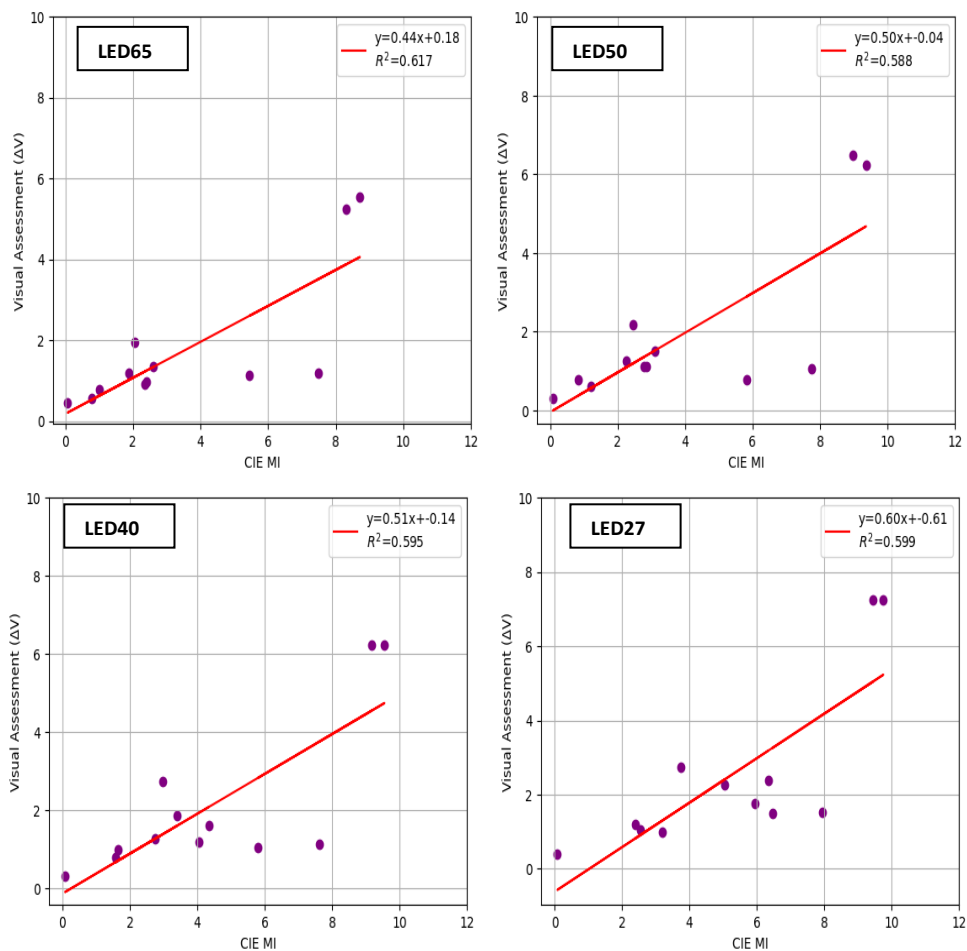 LED65
y=0.44x+0.18
R²=0.617
Visual Assessment (ΔV)
10
8
6
4
2
0
0 2 4 6 8 10 12
CIE MI
LED50
y=0.50x+-0.04
R²=0.588
Visual Assessment (ΔV)
10
8
6
4
2
0
0 2 4 6 8 10 12
CIE MI
LED40
y=0.51x+-0.14
R²=0.595
Visual Assessment (ΔV)
10
8
6
4
2
0
0 2 4 6 8 10 12
CIE MI
LED27
y=0.60x+-0.61
R²=0.599
Visual Assessment (ΔV)
10
8
6
4
2
0
0 2 4 6 8 10 12
CIE MI